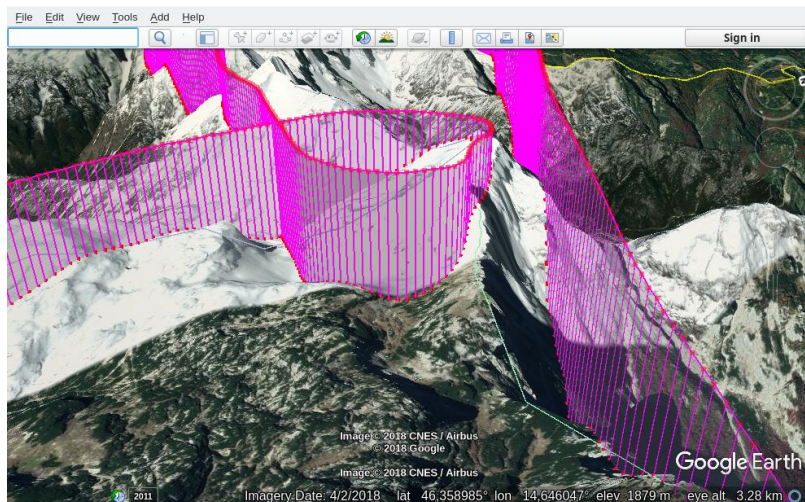 File Edit View Tools Add Help
Sign in
Image © 2018 CNES / Airbus
© 2018 Google
Image © 2018 CNES / Airbus
Google Earth
2011
Imagery Date: 4/2/2018 lat 46.358985° lon 14.646047° elev 1879 m eye alt 3.28 km